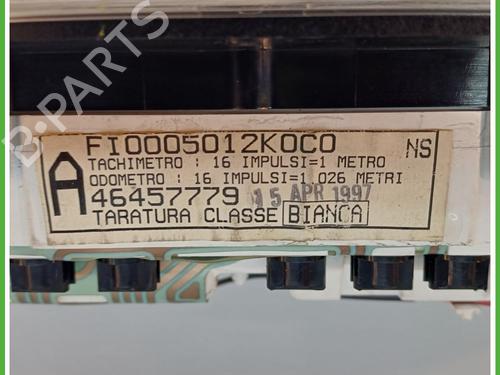 B-PARTS
FI0005012K0C0
NS
A
TACHIMETRO : 16 IMPULSI=1 METRO
ODOMETRO : 16 IMPULSI=1 026 METRI
46457779 15 APR 1997
TARATURA CLASSE BIANCA